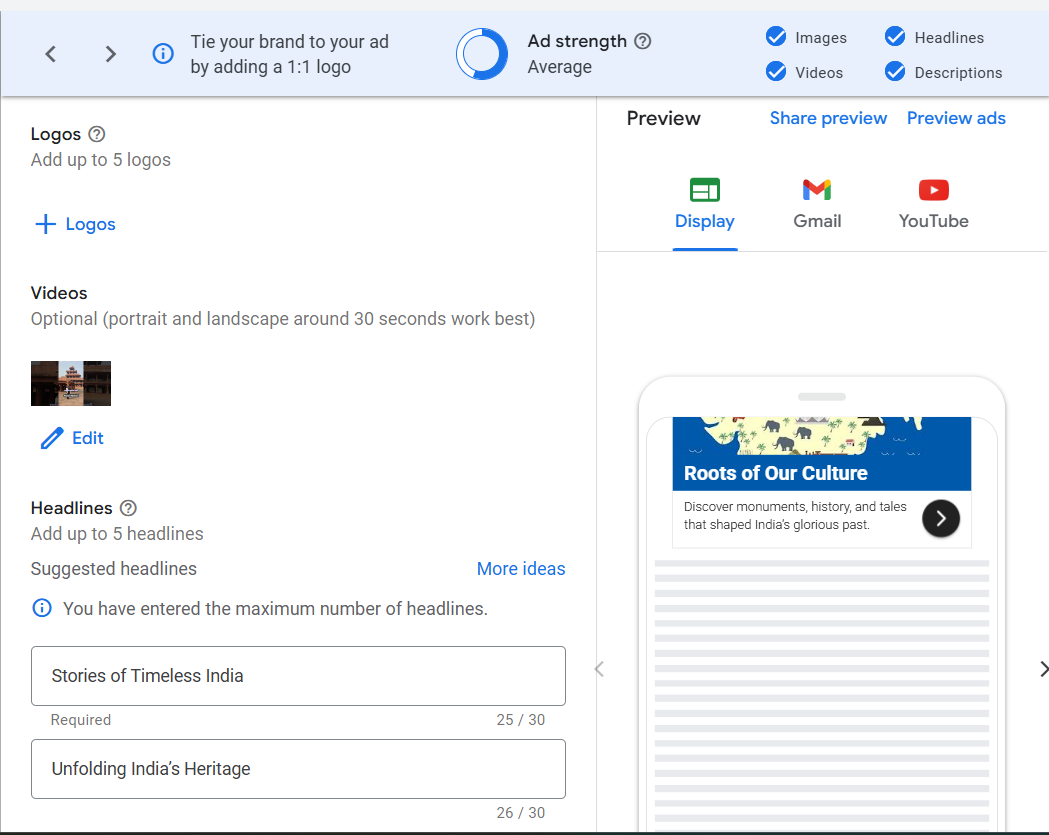 Tie your brand to your ad
by adding a 1:1 logo
Ad strength
Average
Images
Headlines
Videos
Descriptions
Logos
Add up to 5 logos
Logos
Videos
Optional (portrait and landscape around 30 seconds work best)
Edit
Headlines
Add up to 5 headlines
Suggested headlines
More ideas
You have entered the maximum number of headlines.
Stories of Timeless India
Required
25 / 30
Unfolding India’s Heritage
26 / 30
Preview
Share preview
Preview ads
Display
Gmail
YouTube
Roots of Our Culture
Discover monuments, history, and tales
that shaped India's glorious past.